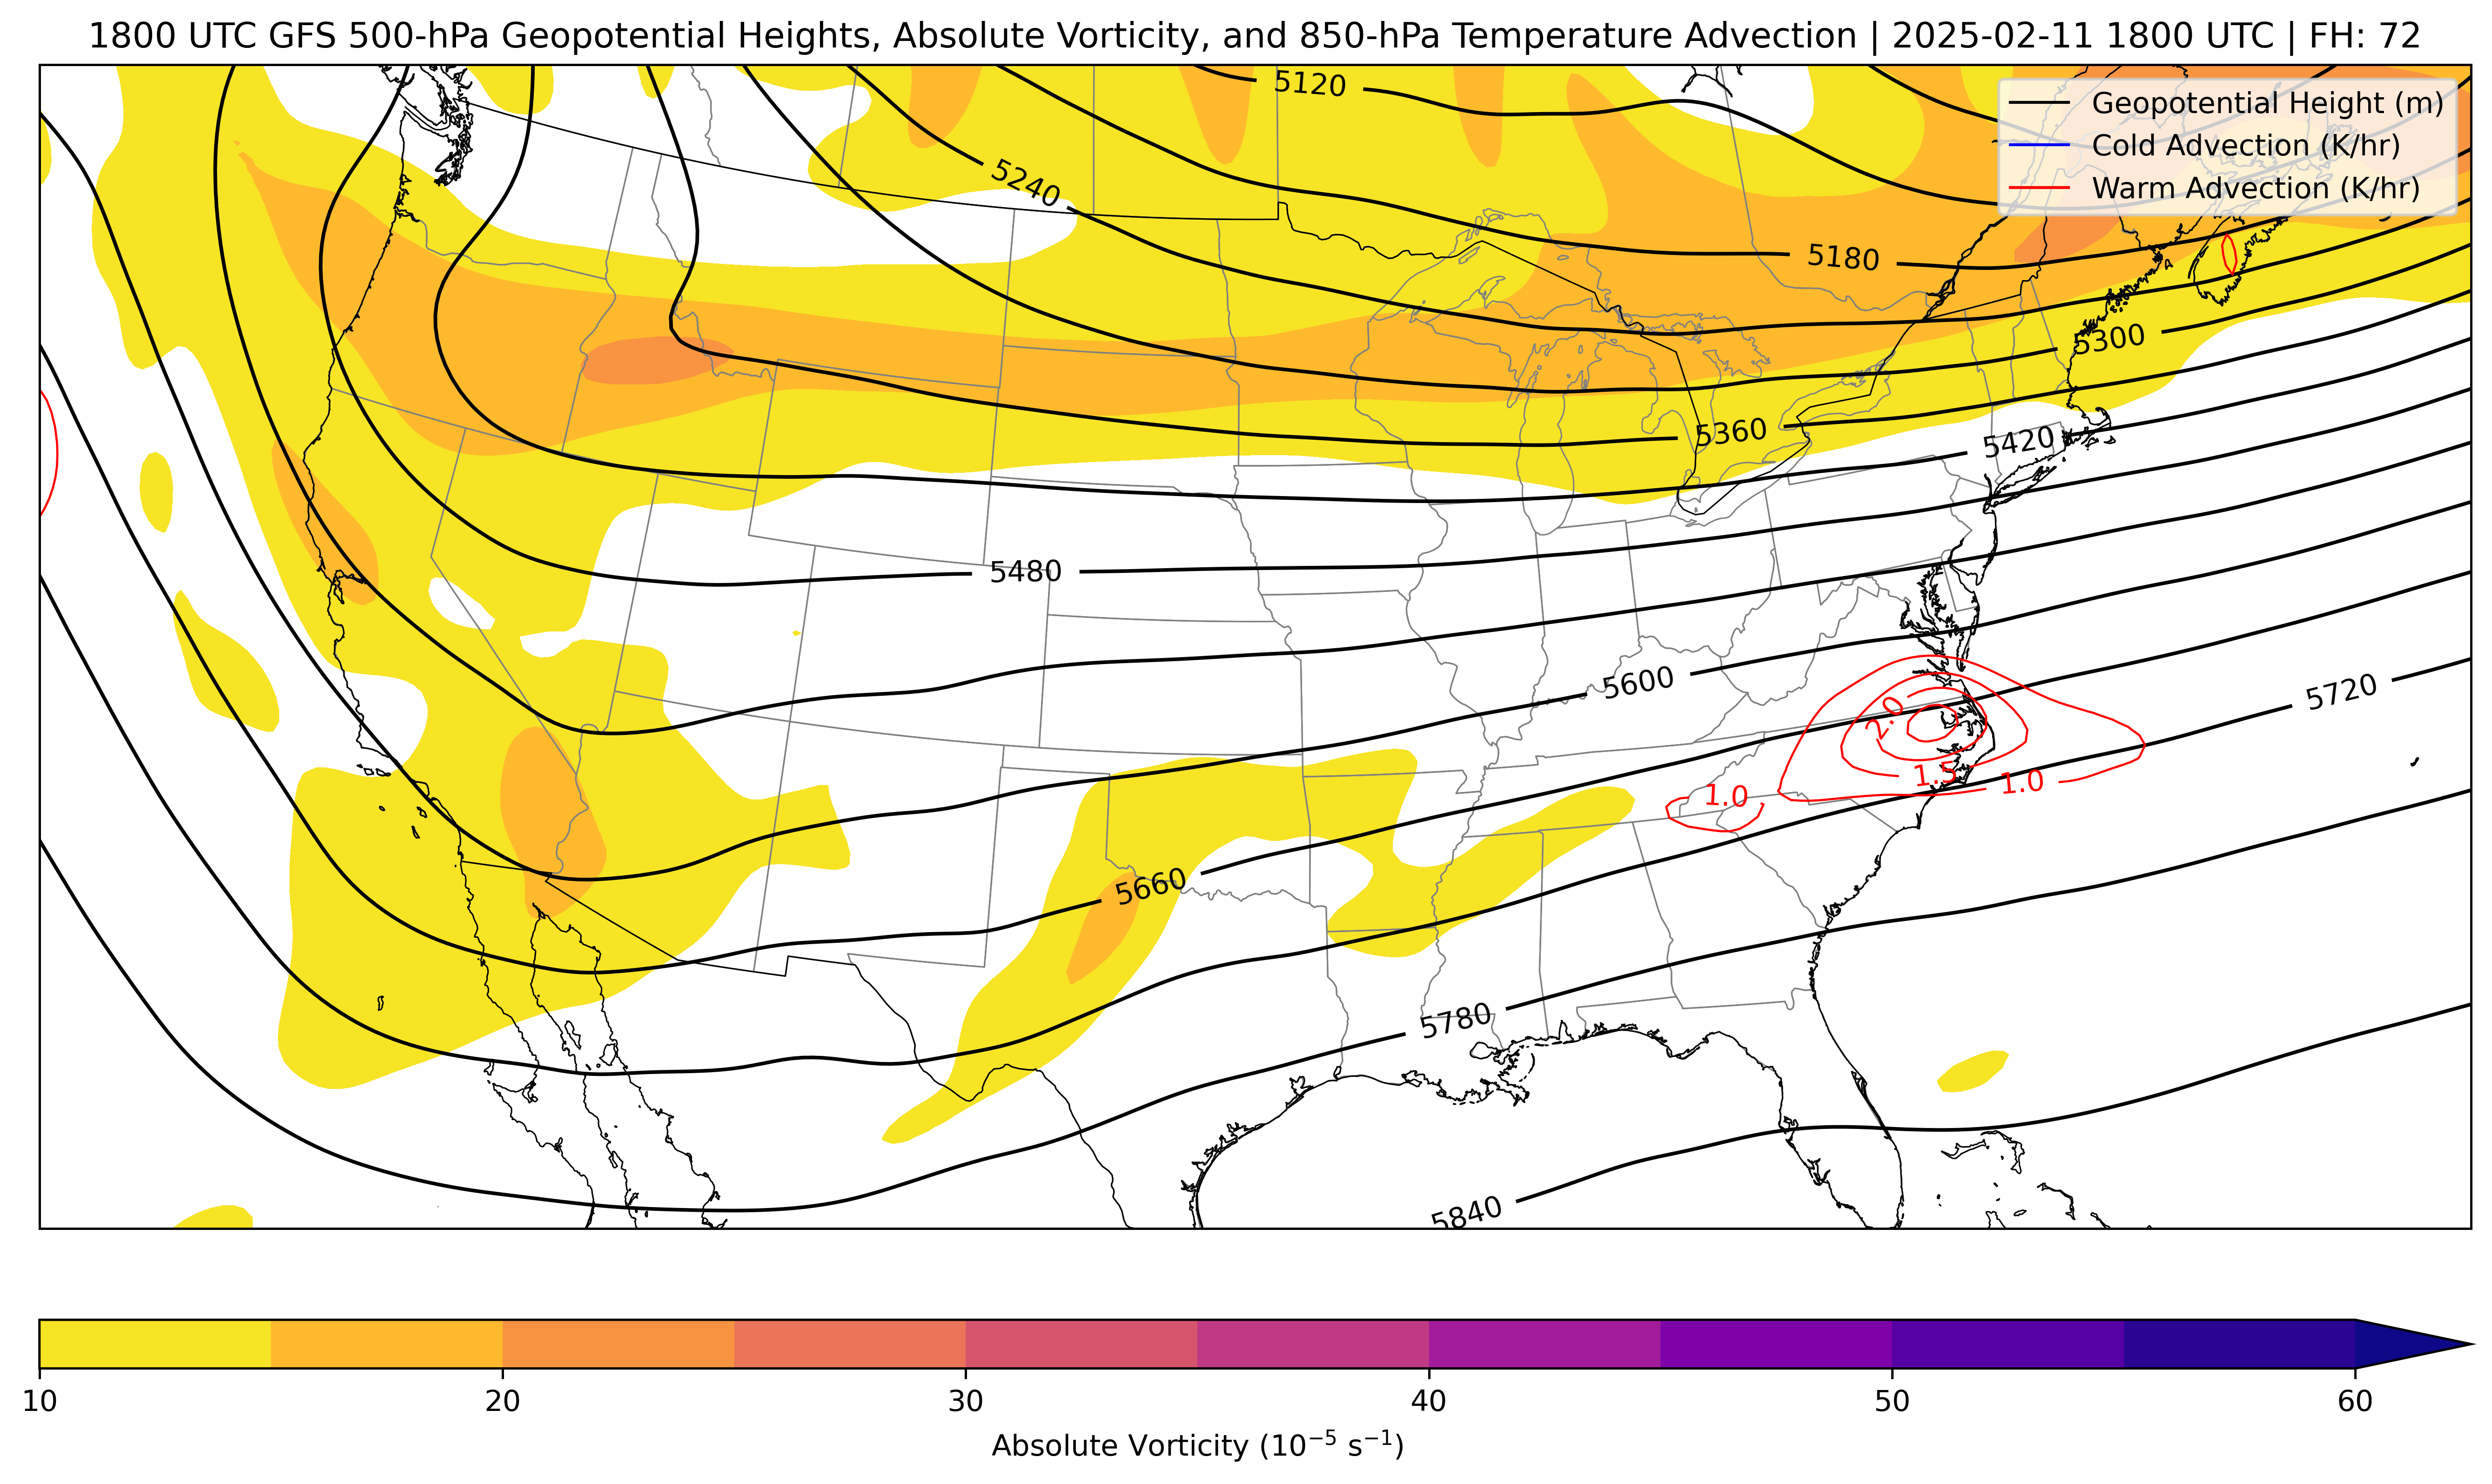 1800 UTC GFS 500-hPa Geopotential Heights, Absolute Vorticity, and 850-hPa Temperature Advection | 2025-02-11 1800 UTC | FH: 72
Geopotential Height (m)
Cold Advection (K/hr)
Warm Advection (K/hr)
5120
5240
5180
5300
5360
5420
5480
5600
5720
2.0
1.5
1.0
1.0
5660
5780
5840
10 20 30 40 50 60
Absolute Vorticity (10⁻⁵ s⁻¹)